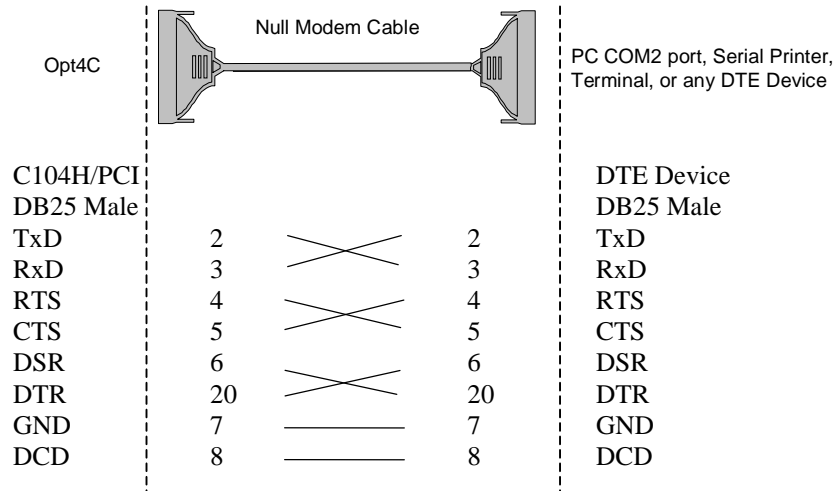 Null Modem Cable
Opt4C
PC COM2 port, Serial Printer,
Terminal, or any DTE Device
C104H/PCI DTE Device
DB25 Male DB25 Male
TxD 2 2 TxD
RxD 3 3 RxD
RTS 4 4 RTS
CTS 5 5 CTS
DSR 6 6 DSR
DTR 20 20 DTR
GND 7 7 GND
DCD 8 8 DCD